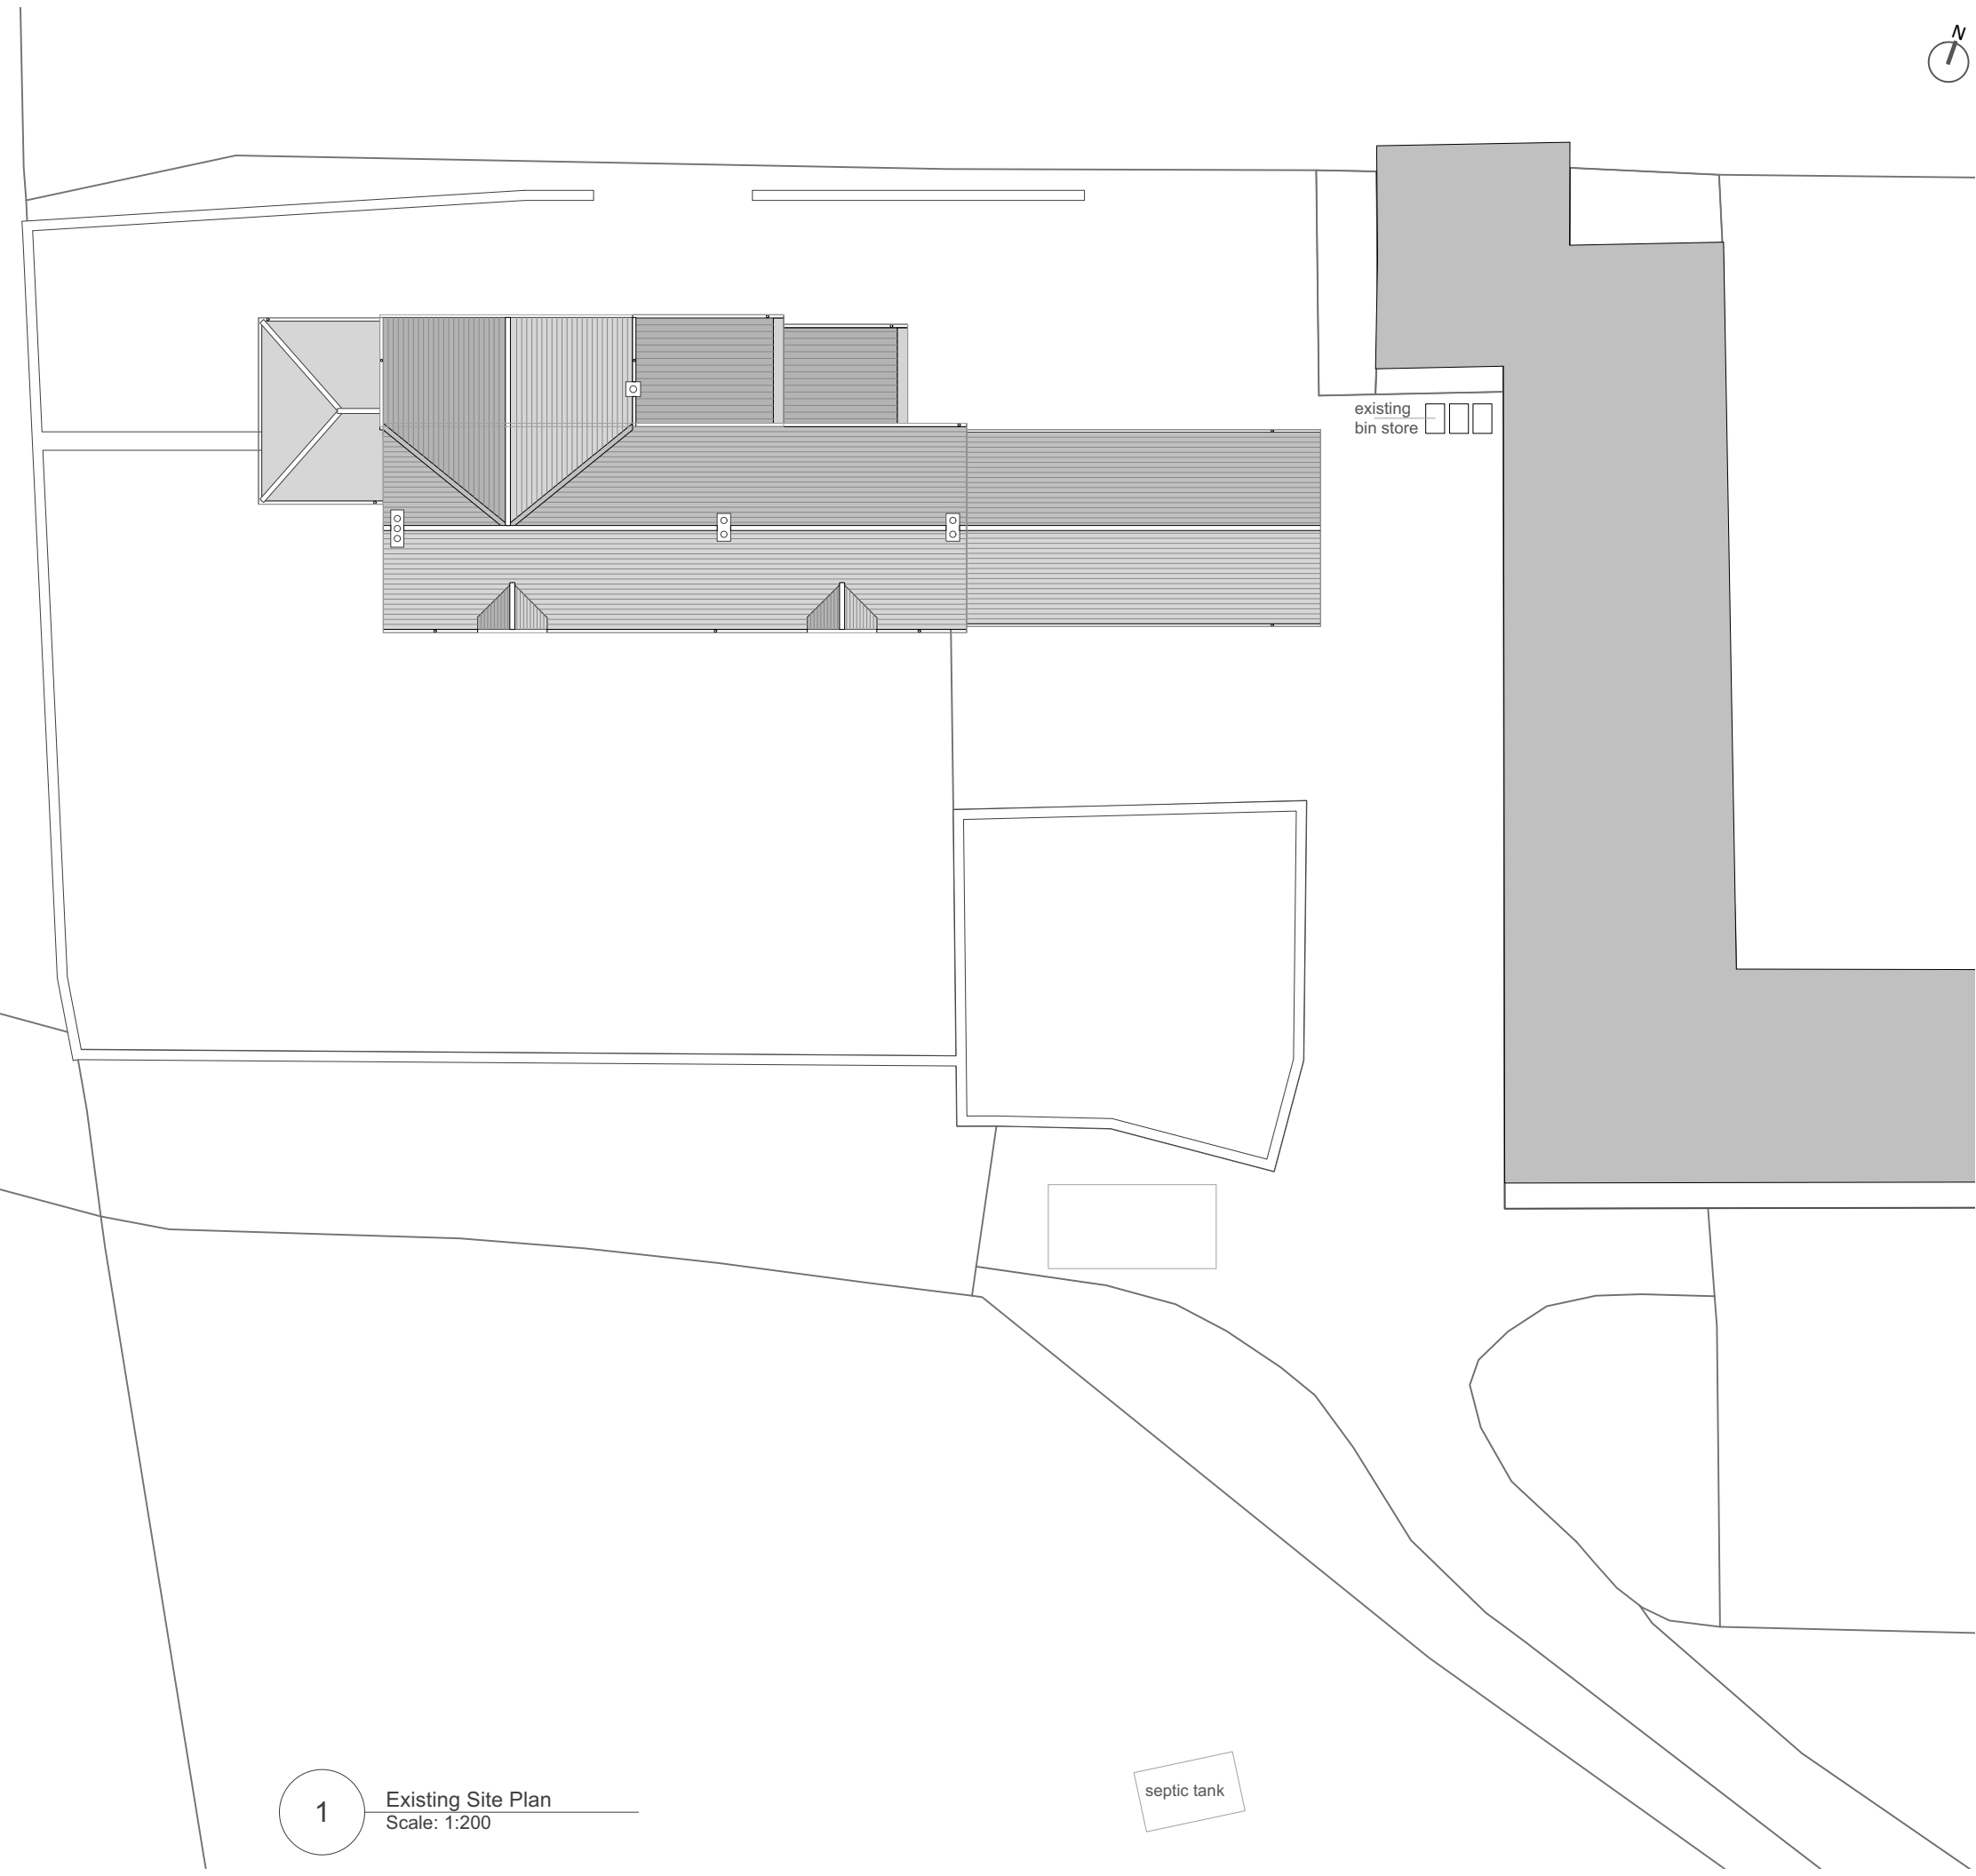 N
existing
bin store
septic tank
1
Existing Site Plan
Scale: 1:200